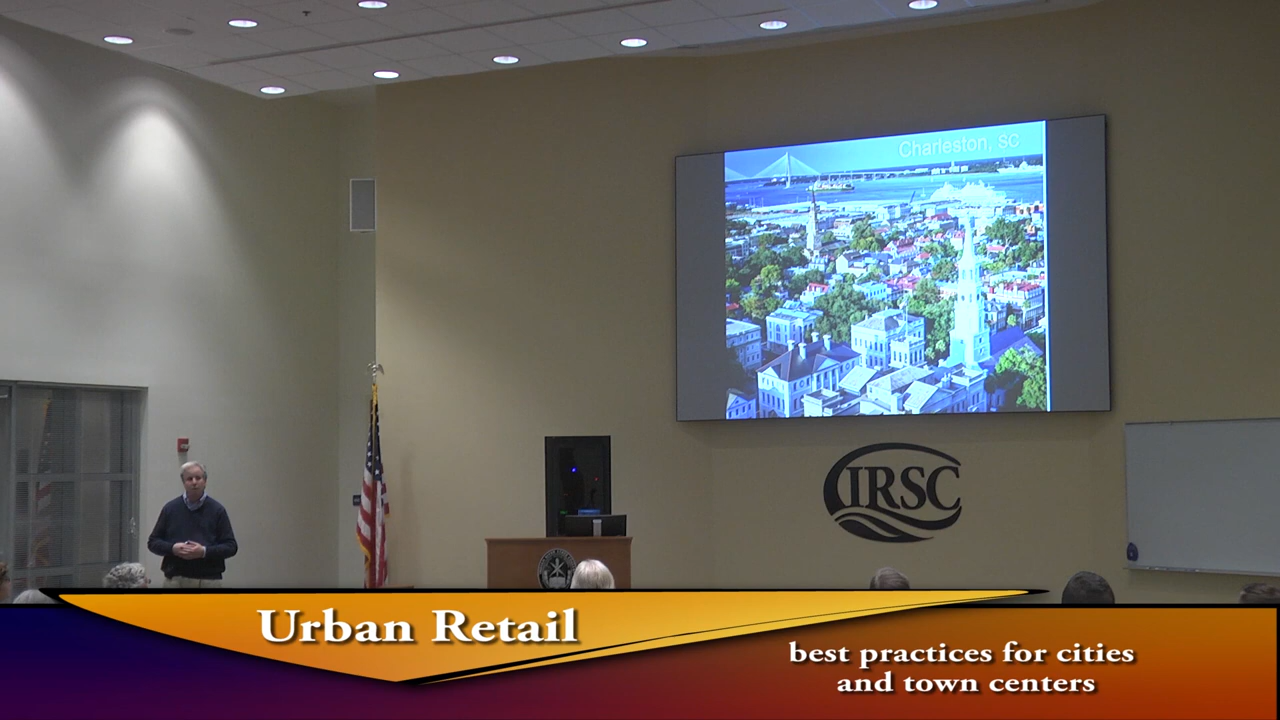 Charleston, SC
IRSC
Urban Retail
best practices for cities
and town centers